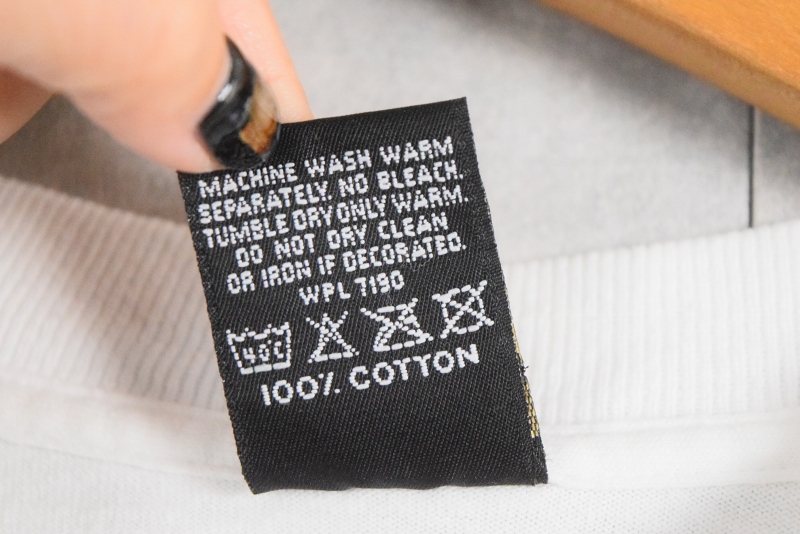 MACHINE WASH WARM
SEPARATELY. NO BLEACH.
TUMBLE DRY ONLY WARM.
DO NOT DRY CLEAN
OR IRON IF DECORATED.
WPL 7190
40C
100% COTTON